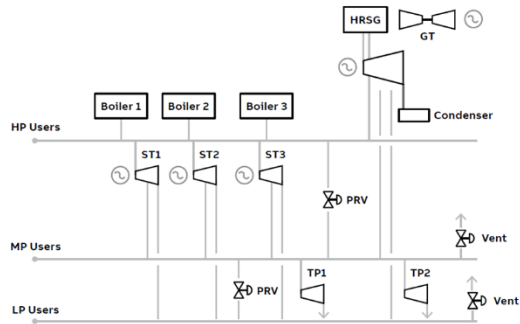 HRSG
GT
Boiler 1 Boiler 2 Boiler 3
Condenser
HP Users
ST1 ST2 ST3
PRV
Vent
MP Users
TP1 TP2
PRV
Vent
LP Users